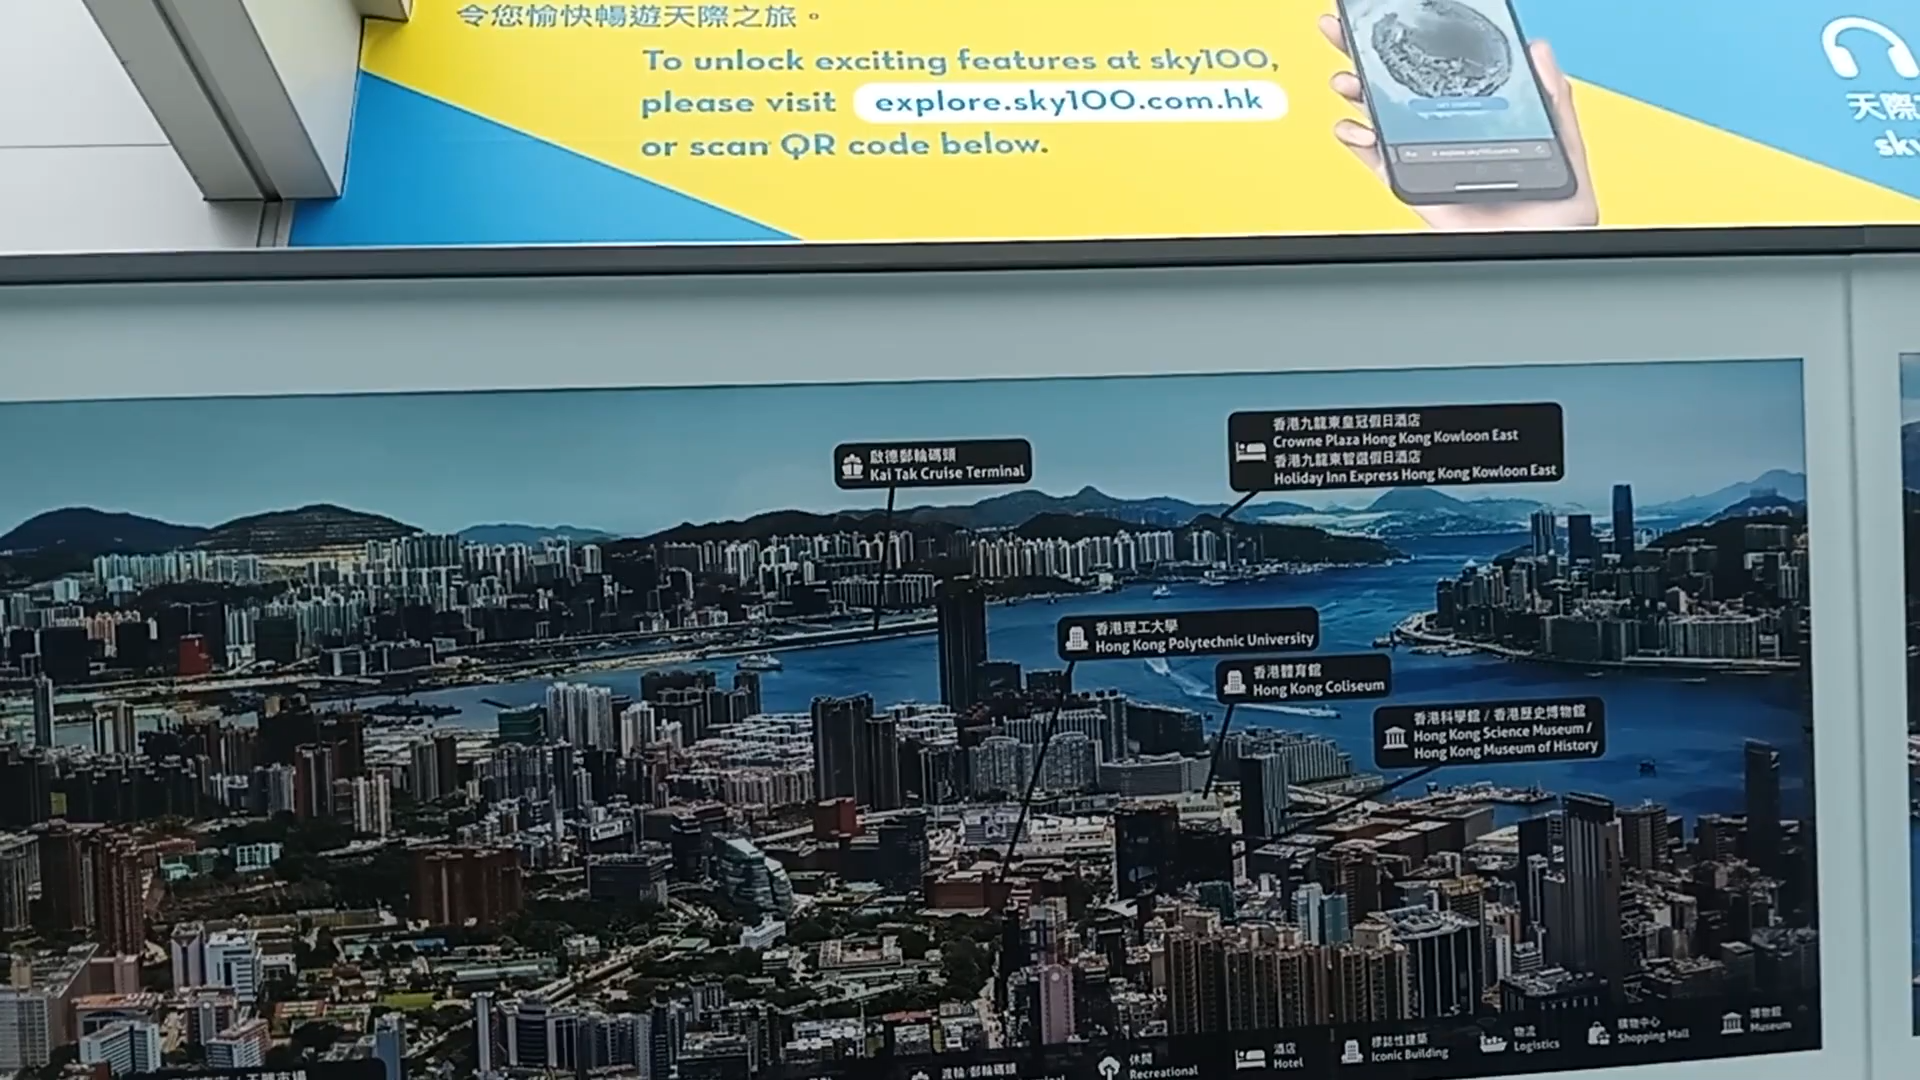 令您愉快暢遊天際之旅。
To unlock exciting features at sky100,
please visit explore.sky100.com.hk
or scan QR code below.
天際
sky
啟德郵輪碼頭
Kai Tak Cruise Terminal
香港九龍東皇冠假日酒店
Crowne Plaza Hong Kong Kowloon East
香港九龍東智選假日酒店
Holiday Inn Express Hong Kong Kowloon East
香港理工大學
Hong Kong Polytechnic University
香港體育館
Hong Kong Coliseum
香港科學館 / 香港歷史博物館
Hong Kong Science Museum /
Hong Kong Museum of History
渡輪/郵輪碼頭
休閒
Recreational
酒店
Hotel
標誌性建築
Iconic Building
物流
Logistics
購物中心
Shopping Mall
博物館
Museum